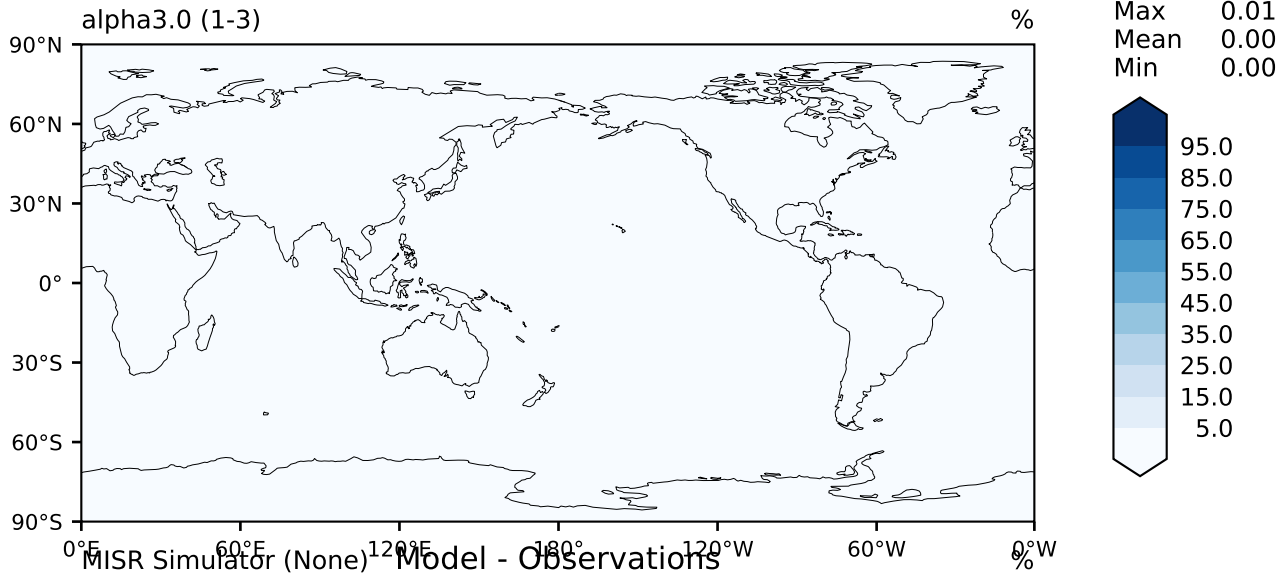 alpha3.0 (1-3) %
Max 0.01
Mean 0.00
Min 0.00
90°N
60°N
30°N
0°
30°S
60°S
90°S
0°E 60°E 120°E 180° 120°W 60°W 0°W
95.0
85.0
75.0
65.0
55.0
45.0
35.0
25.0
15.0
5.0
MISR Simulator (None) Model - Observations %